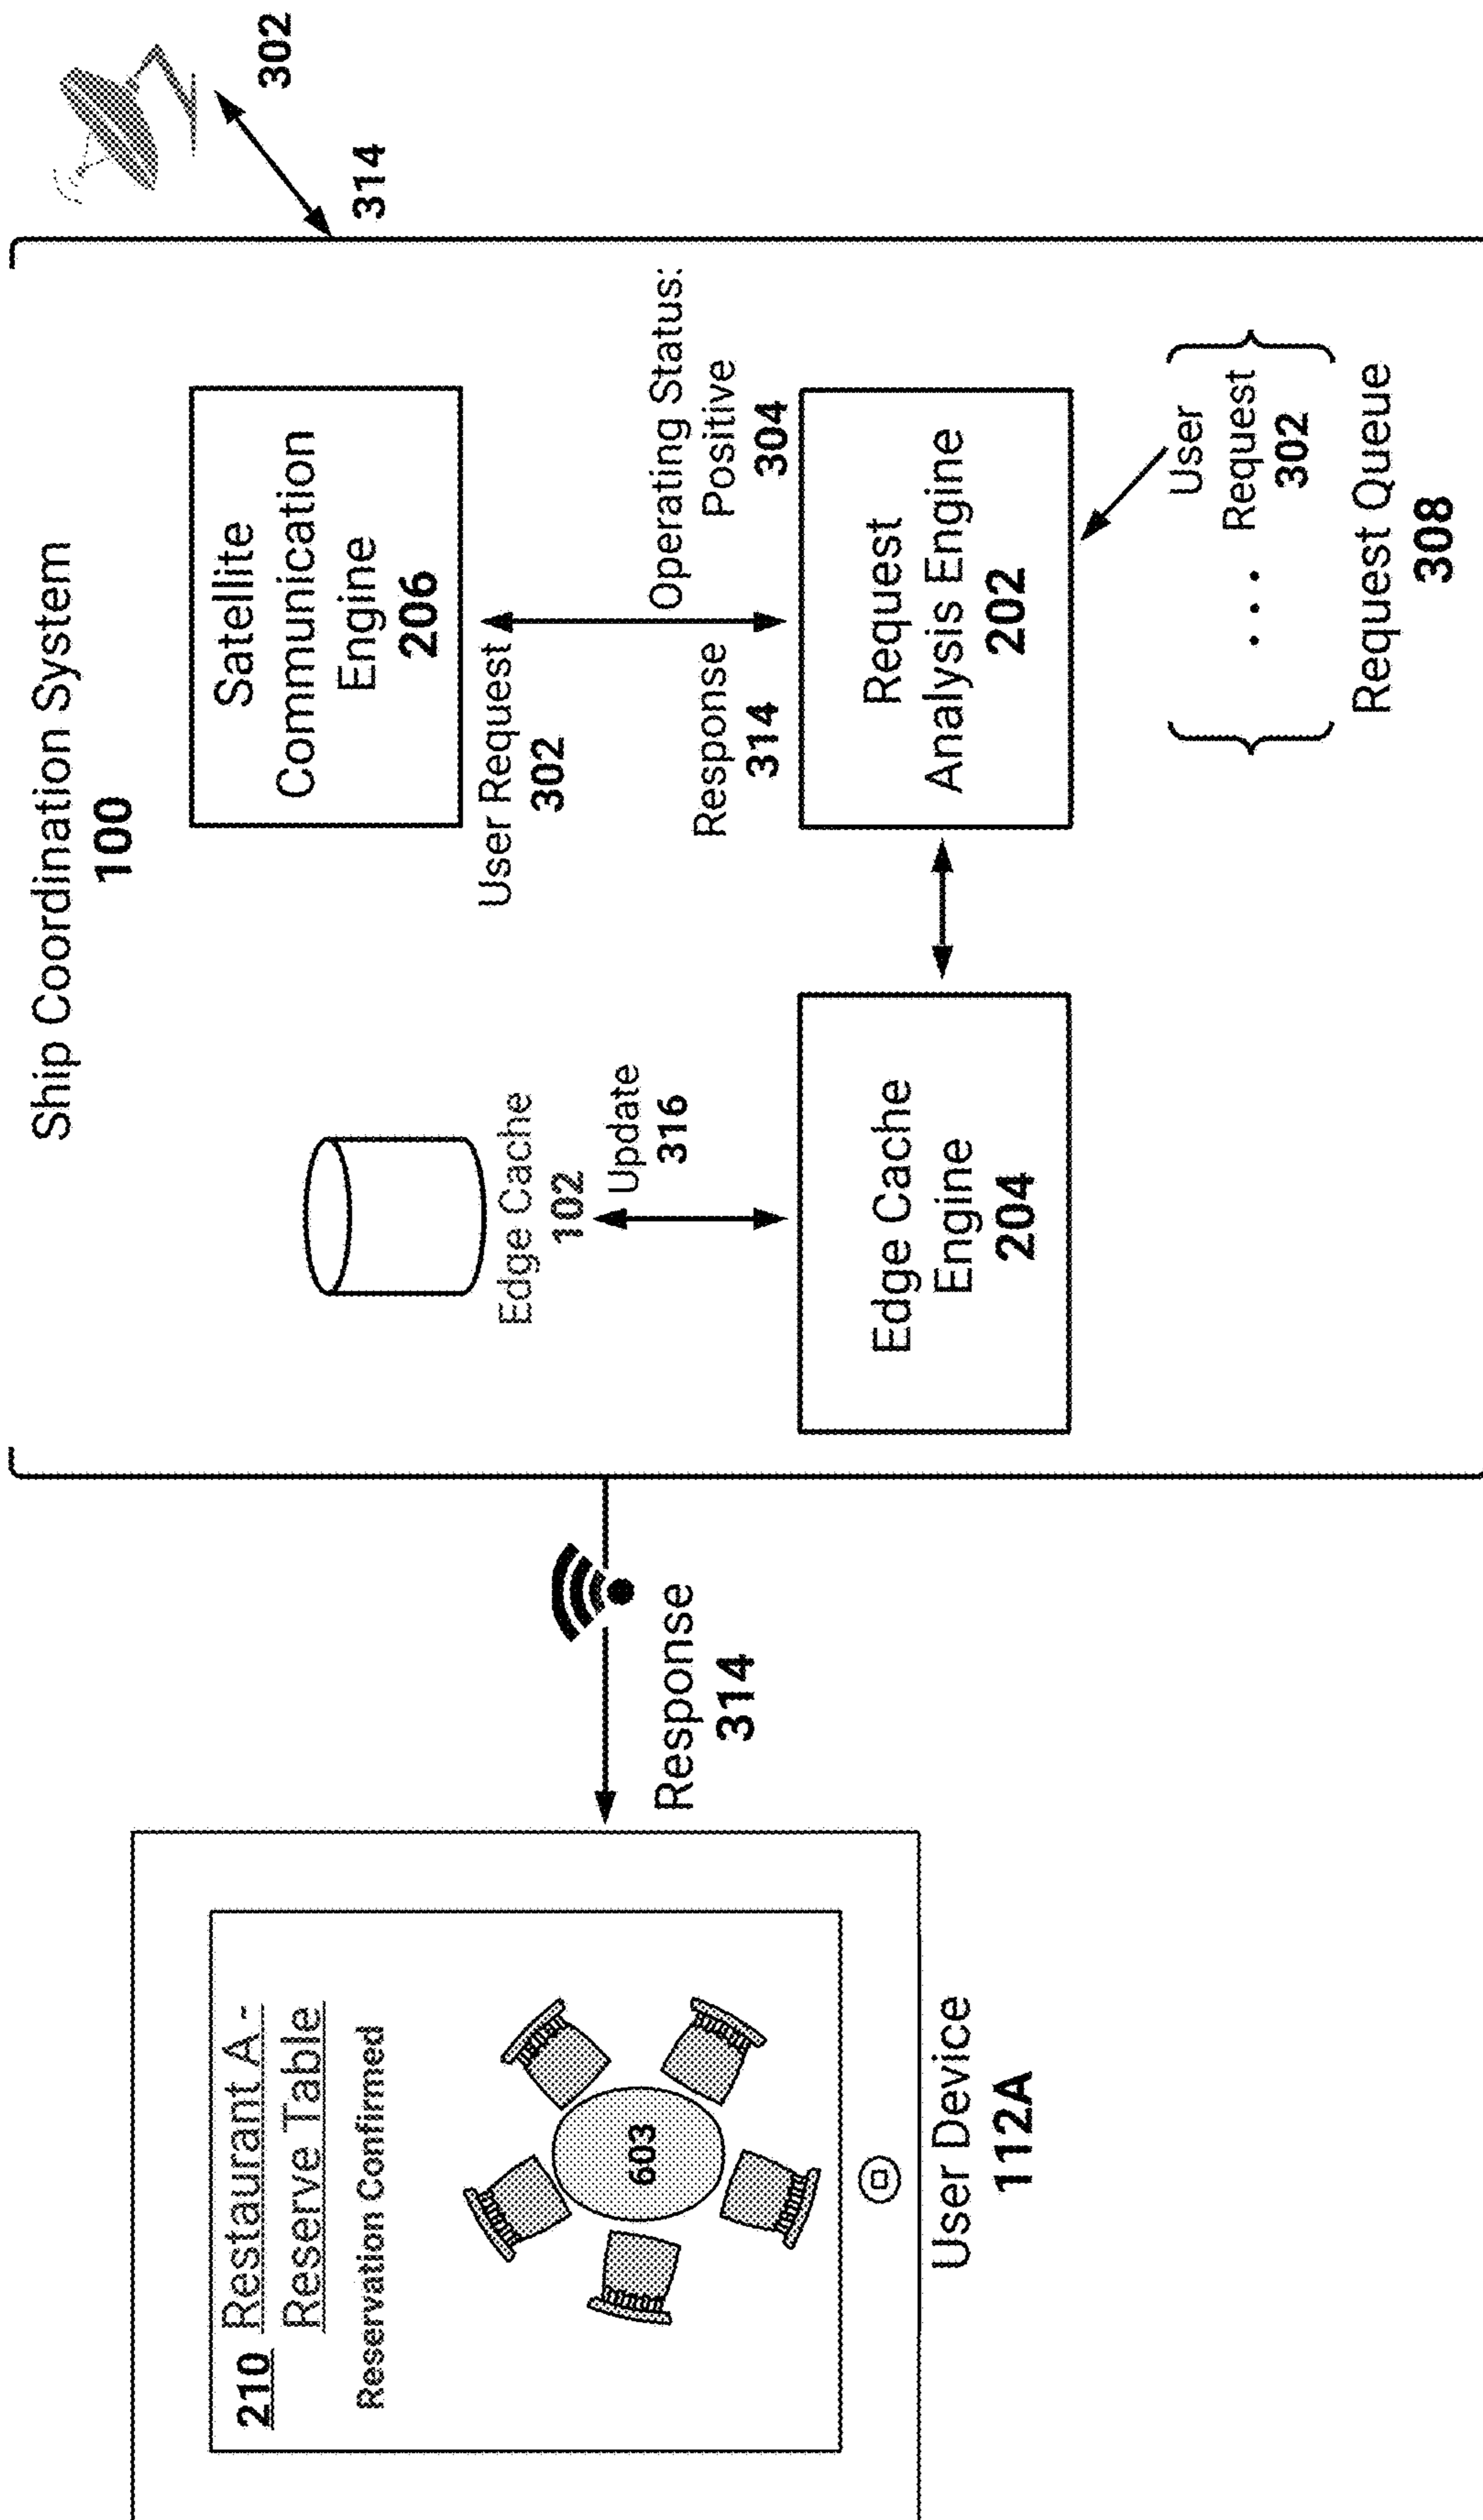 210 Restaurant A -
Reserve Table
Reservation Confirmed
603
User Device
112A
Response
314
Ship Coordination System
100
Edge Cache
102
Update
316
Edge Cache
Engine
204
Satellite
Communication
Engine
206
User Request
302
Response
314
Operating Status:
Positive
304
Request
Analysis Engine
202
. . .
User
Request
302
Request Queue
308
314
302